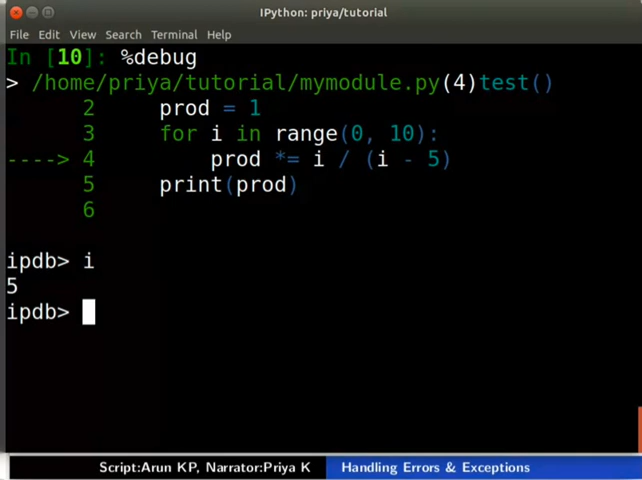 IPython: priya/tutorial
File Edit View Search Terminal Help
In [10]: %debug
> /home/priya/tutorial/mymodule.py(4)test()
      2     prod = 1
      3     for i in range(0, 10):
----> 4         prod *= i / (i - 5)
      5     print(prod)
      6
ipdb> i
5
ipdb>
Script:Arun KP, Narrator:Priya K Handling Errors & Exceptions